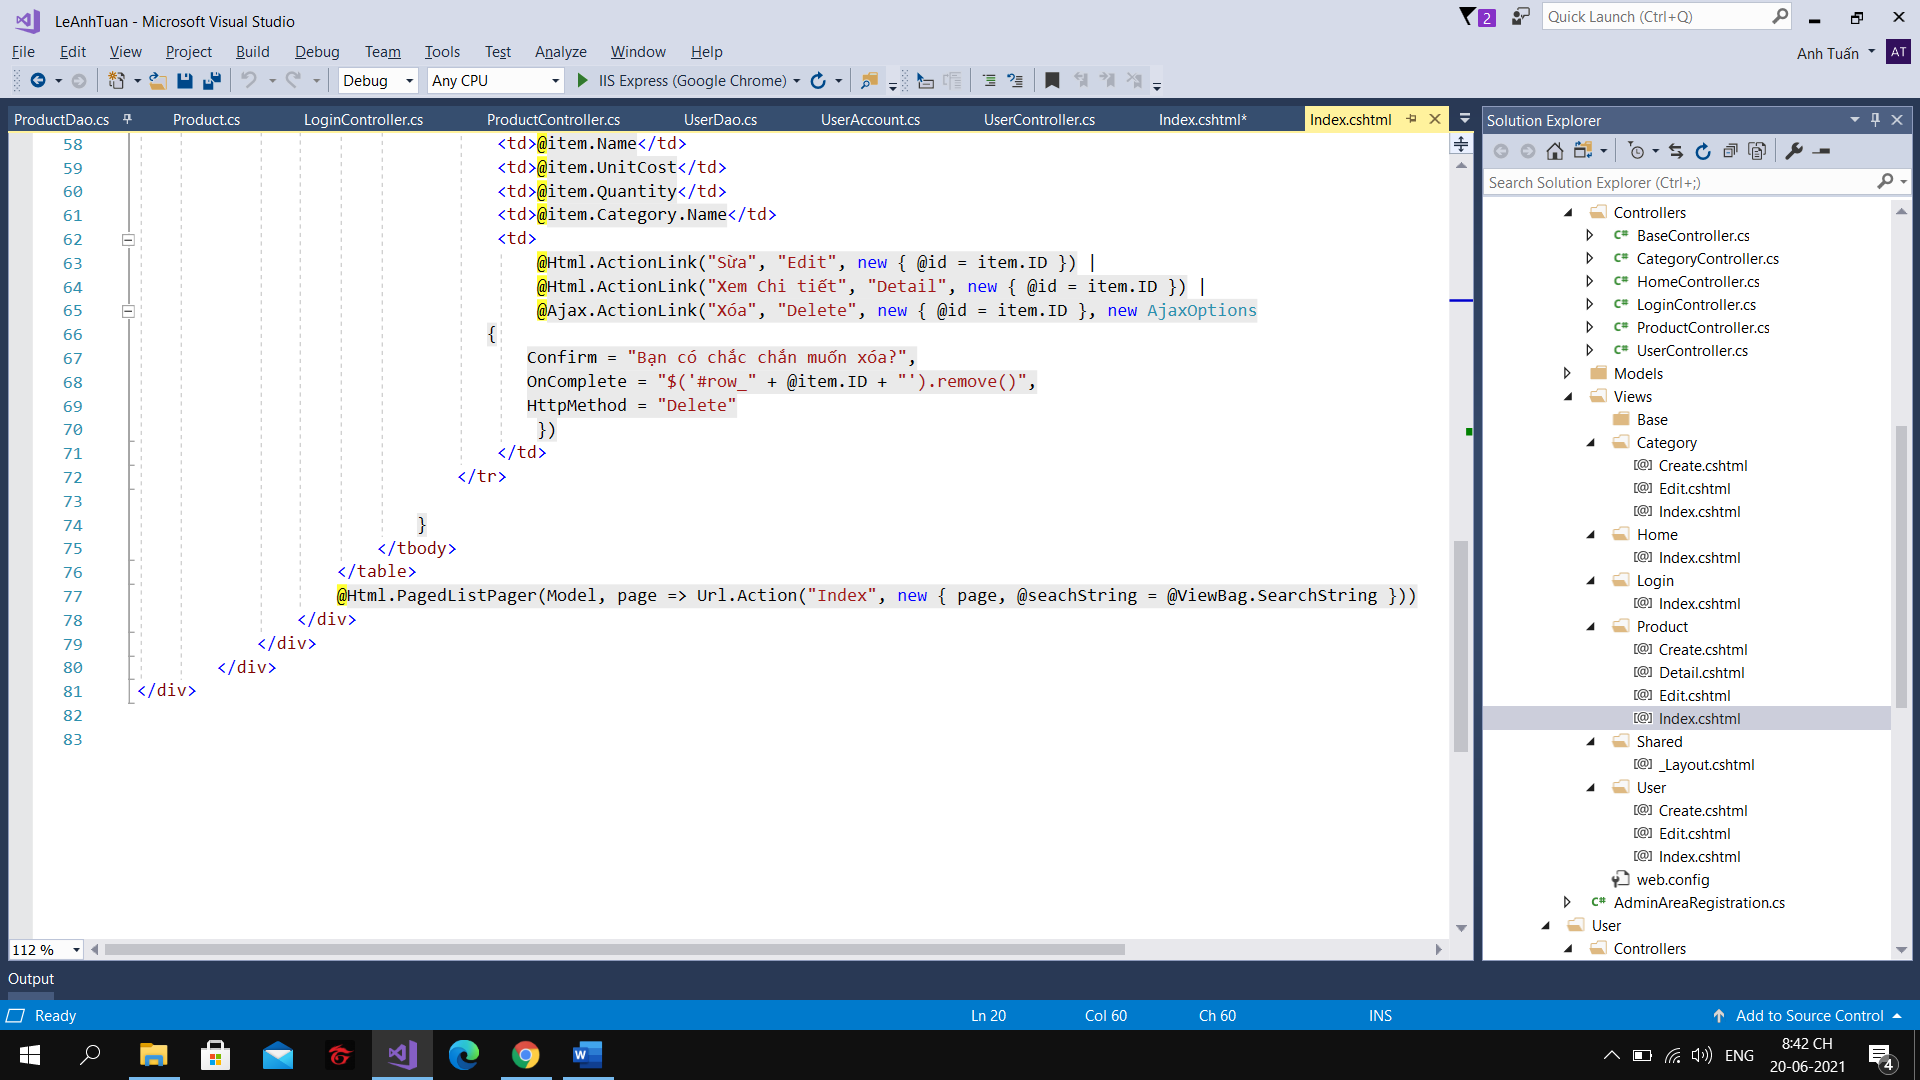 LeAnhTuan - Microsoft Visual Studio
2
Quick Launch (Ctrl+Q)
File Edit View Project Build Debug Team Tools Test Analyze Window Help
Anh Tuấn AT
Debug Any CPU IIS Express (Google Chrome)
ProductDao.cs Product.cs LoginController.cs ProductController.cs UserDao.cs UserAccount.cs UserController.cs Index.cshtml* Index.cshtml
58 <td>@item.Name</td>
59 <td>@item.UnitCost</td>
60 <td>@item.Quantity</td>
61 <td>@item.Category.Name</td>
62 <td>
63 @Html.ActionLink("Sừa", "Edit", new { @id = item.ID }) |
64 @Html.ActionLink("Xem Chi tiết", "Detail", new { @id = item.ID }) |
65 @Ajax.ActionLink("Xóa", "Delete", new { @id = item.ID }, new AjaxOptions
66 {
67 Confirm = "Bạn có chắc chắn muốn xóa?",
68 OnComplete = "$('#row_" + @item.ID + "').remove()",
69 HttpMethod = "Delete"
70 })
71 </td>
72 </tr>
73
74 }
75 </tbody>
76 </table>
77 @Html.PagedListPager(Model, page => Url.Action("Index", new { page, @seachString = @ViewBag.SearchString }))
78 </div>
79 </div>
80 </div>
81 </div>
82
83
112 %
Solution Explorer
Search Solution Explorer (Ctrl+;)
Controllers
C# BaseController.cs
C# CategoryController.cs
C# HomeController.cs
C# LoginController.cs
C# ProductController.cs
C# UserController.cs
Models
Views
Base
Category
[@] Create.cshtml
[@] Edit.cshtml
[@] Index.cshtml
Home
[@] Index.cshtml
Login
[@] Index.cshtml
Product
[@] Create.cshtml
[@] Detail.cshtml
[@] Edit.cshtml
[@] Index.cshtml
Shared
[@] _Layout.cshtml
User
[@] Create.cshtml
[@] Edit.cshtml
[@] Index.cshtml
web.config
C# AdminAreaRegistration.cs
User
Controllers
Output
Ready Ln 20 Col 60 Ch 60 INS Add to Source Control
ENG 8:42 CH
20-06-2021
4